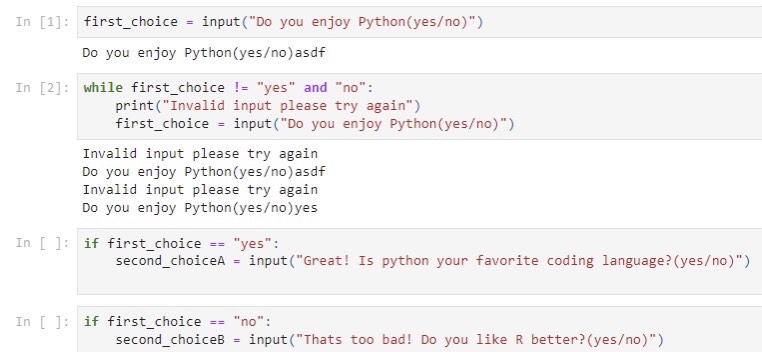 In [1]: first_choice = input("Do you enjoy Python(yes/no)")
Do you enjoy Python(yes/no)asdf
In [2]: while first_choice != "yes" and "no":
print("Invalid input please try again")
first_choice = input("Do you enjoy Python(yes/no)")
Invalid input please try again
Do you enjoy Python(yes/no)asdf
Invalid input please try again
Do you enjoy Python(yes/no)yes
In [ ]: if first_choice == "yes":
second_choiceA = input("Great! Is python your favorite coding language?(yes/no)")
In [ ]: if first_choice == "no":
second_choiceB = input("Thats too bad! Do you like R better?(yes/no)")